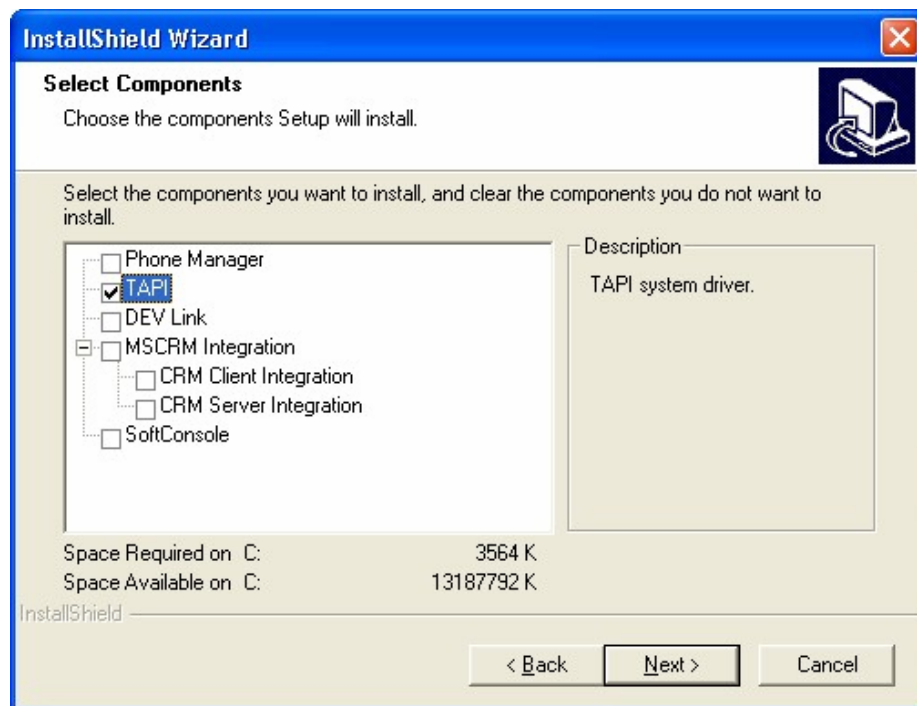 InstallShield Wizard
Select Components
Choose the components Setup will install.
Select the components you want to install, and clear the components you do not want to
install.
Phone Manager
TAPI
DEV Link
MSCRM Integration
CRM Client Integration
CRM Server Integration
SoftConsole
Description
TAPI system driver.
Space Required on C: 3564 K
Space Available on C: 13187792 K
InstallShield
< Back Next > Cancel